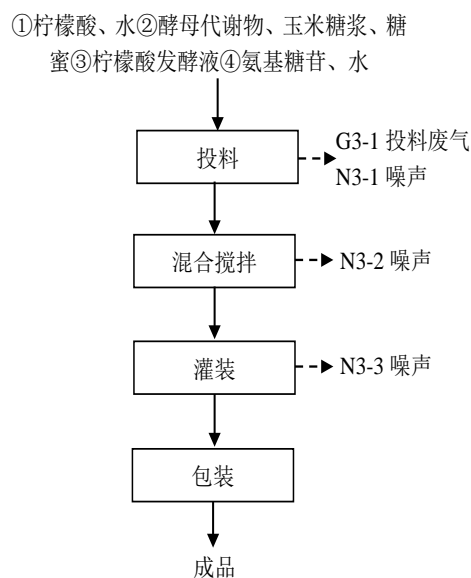 ①柠檬酸、水②酵母代谢物、玉米糖浆、糖
蜜③柠檬酸发酵液④氨基糖苷、水
投料
G3-1 投料废气
N3-1 噪声
混合搅拌
N3-2 噪声
灌装
N3-3 噪声
包装
成品